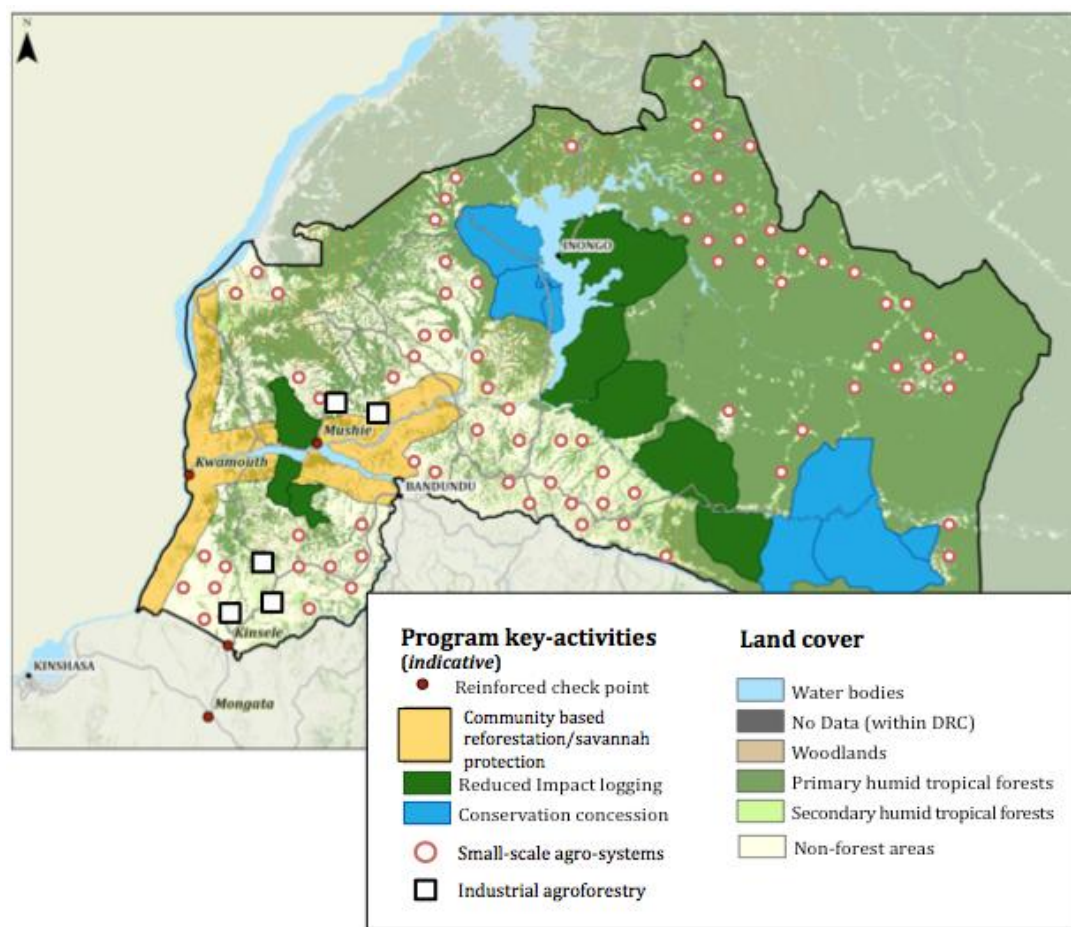 N
INONGO
Mushie
Kwamouth
BANDUNDU
Kinsele
KINSHASA
Mongata
Program key-activities
(indicative)
Reinforced check point
Community based
reforestation/savannah
protection
Reduced Impact logging
Conservation concession
Small-scale agro-systems
Industrial agroforestry
Land cover
Water bodies
No Data (within DRC)
Woodlands
Primary humid tropical forests
Secondary humid tropical forests
Non-forest areas